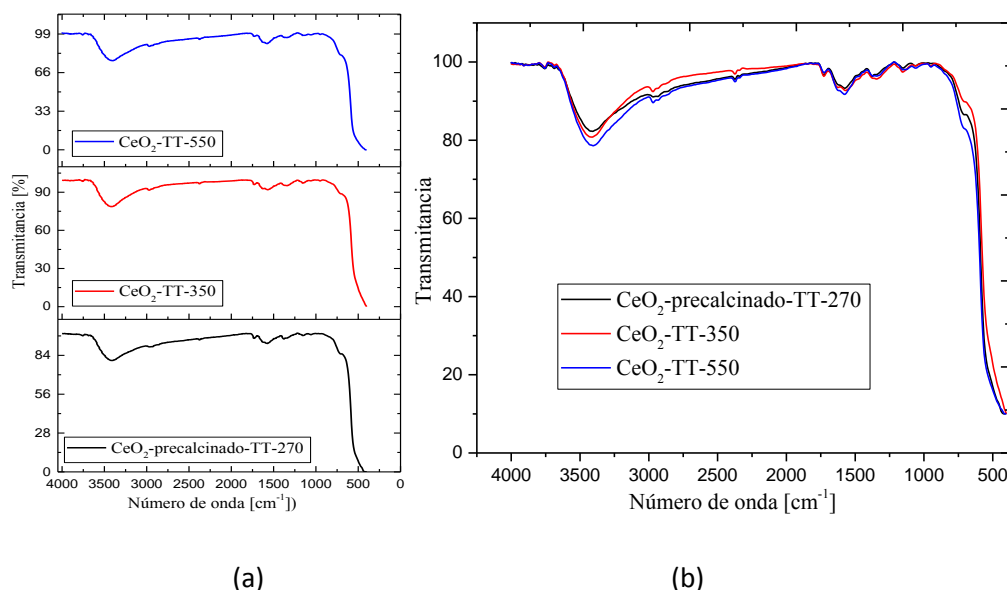 99
66
33
0
CeO2-TT-550
Transmitancia [%]
90
60
30
0
CeO2-TT-350
84
56
28
0
CeO2-precalcinado-TT-270
4000 3500 3000 2500 2000 1500 1000 500 0
Número de onda [cm-1])
(a)
100
80
60
40
20
0
Transmitancia
CeO2-precalcinado-TT-270
CeO2-TT-350
CeO2-TT-550
4000 3500 3000 2500 2000 1500 1000 500
Número de onda [cm-1]
(b)